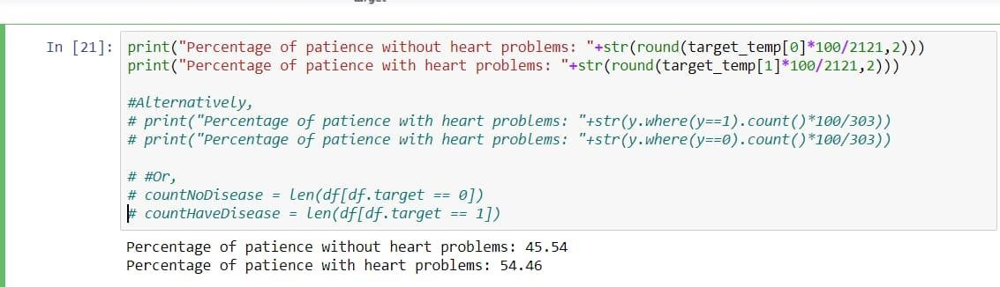 target
In [21]: print("Percentage of patience without heart problems: "+str(round(target_temp[0]*100/2121,2)))
print("Percentage of patience with heart problems: "+str(round(target_temp[1]*100/2121,2)))
#Alternatively,
# print("Percentage of patience with heart problems: "+str(y.where(y==1).count()*100/303))
# print("Percentage of patience with heart problems: "+str(y.where(y==0).count()*100/303))
# #Or,
# countNoDisease = len(df[df.target == 0])
# countHaveDisease = len(df[df.target == 1])
Percentage of patience without heart problems: 45.54
Percentage of patience with heart problems: 54.46